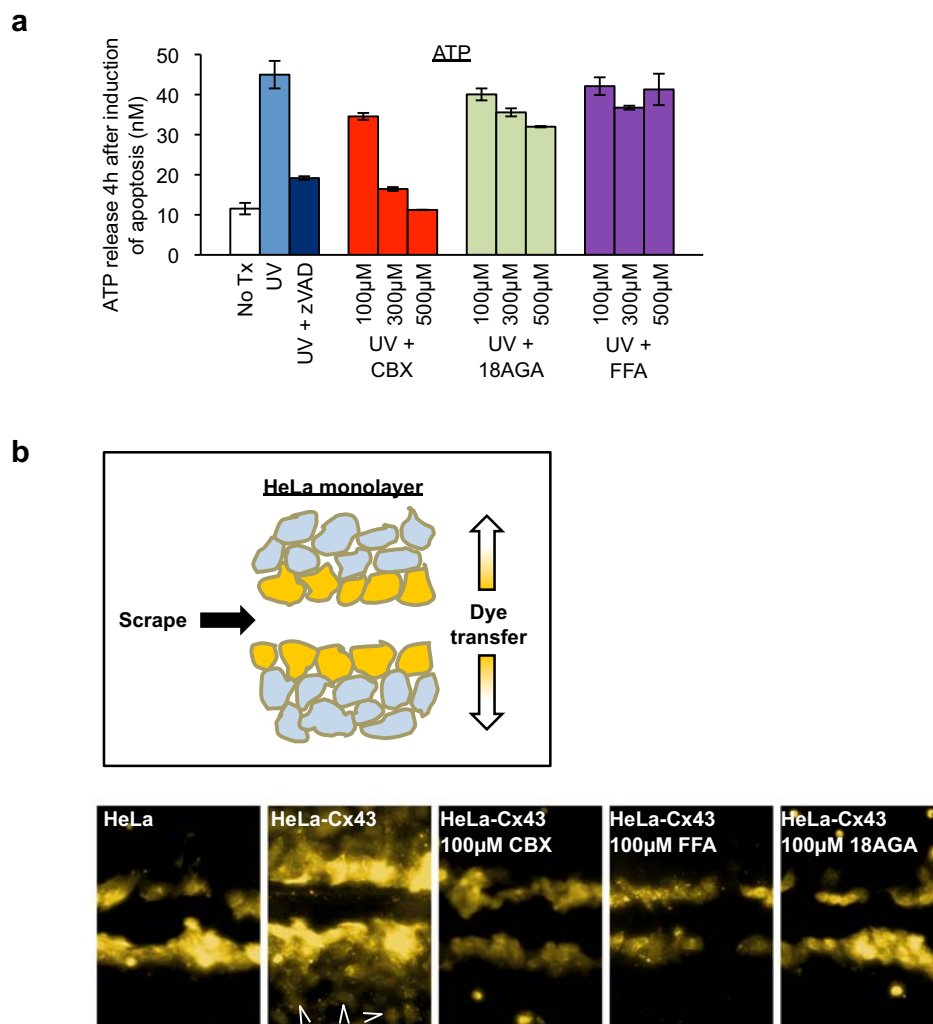 a
ATP
ATP release 4h after induction
of apoptosis (nM)
50
40
30
20
10
0
No Tx
UV
UV + zVAD
100µM
300µM
500µM
UV +
CBX
100µM
300µM
500µM
UV +
18AGA
100µM
300µM
500µM
UV +
FFA
b
HeLa monolayer
Scrape
Dye
transfer
HeLa
HeLa-Cx43
HeLa-Cx43
100µM CBX
HeLa-Cx43
100µM FFA
HeLa-Cx43
100µM 18AGA